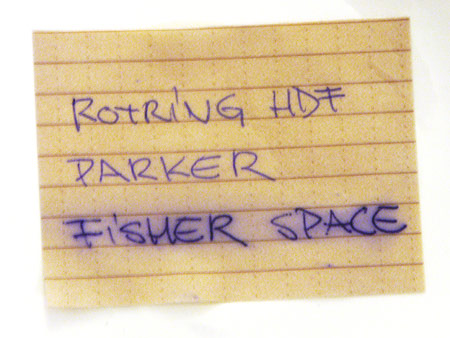 ROTRiNG HDF
PARKER
FiSHER SPACE